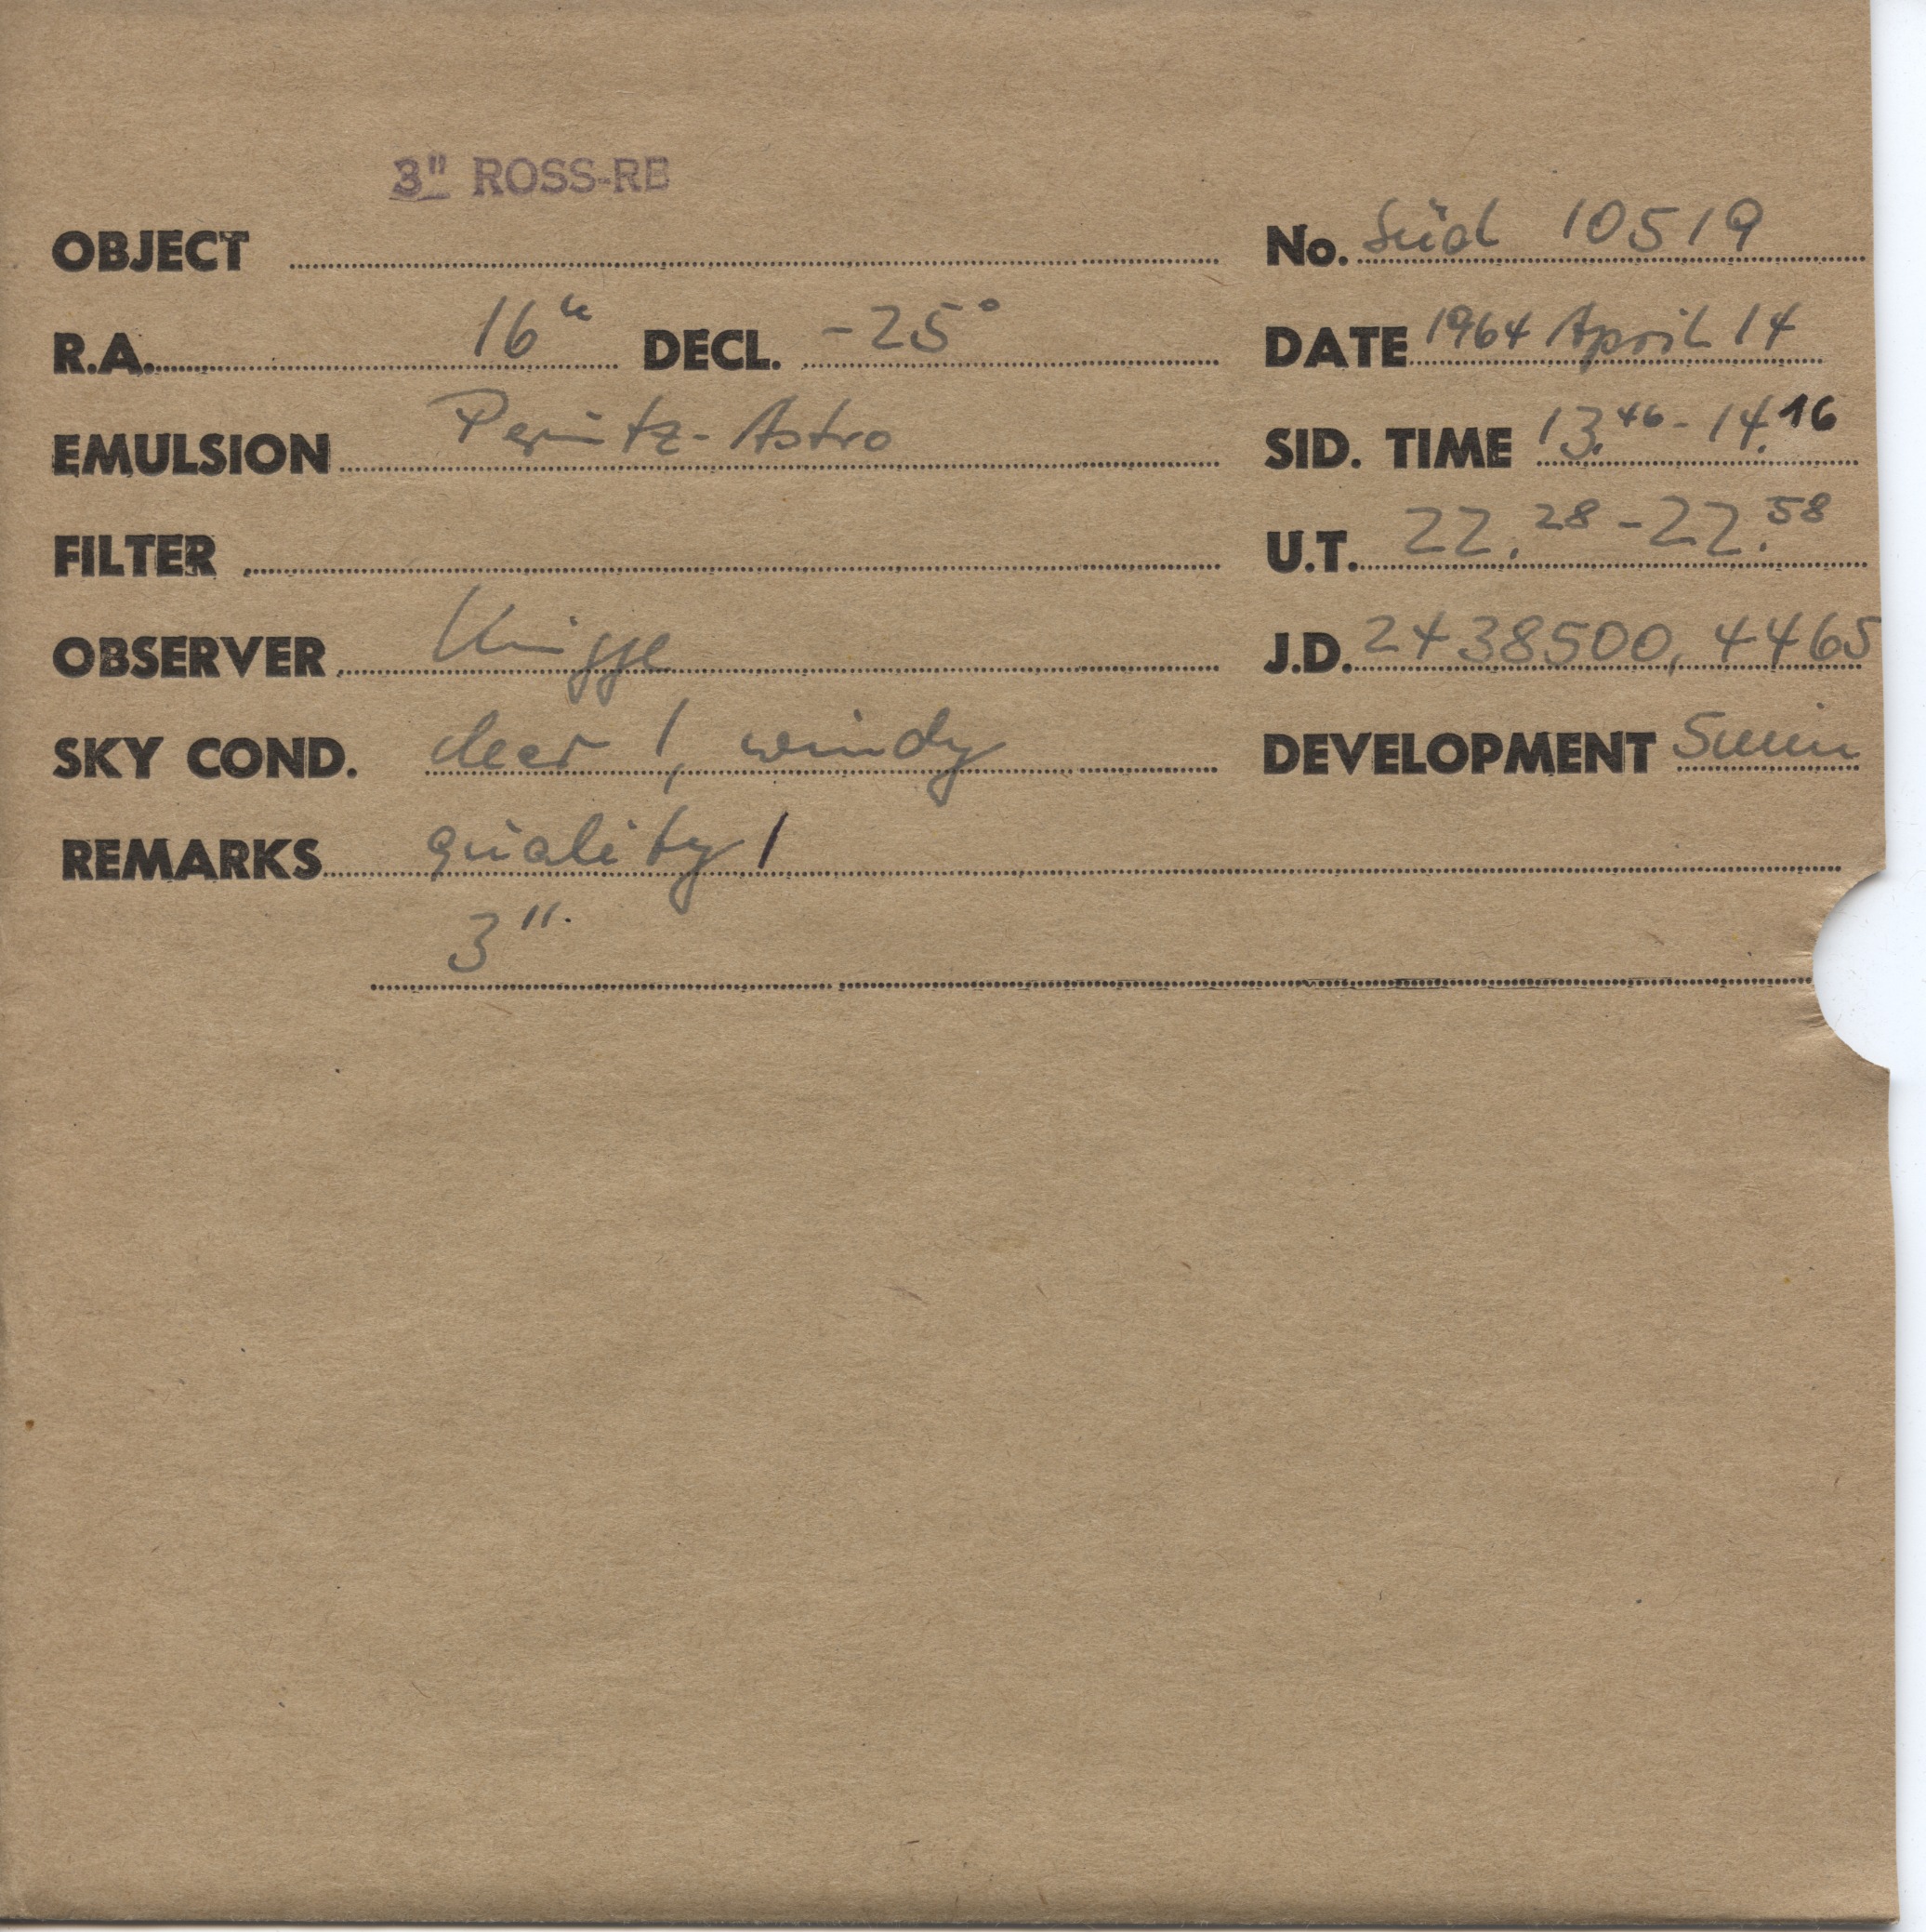 3" ROSS-RB
OBJECT No. Süd 10519
R.A. 16h DECL. -25° DATE 1964 April 14
EMULSION Perutz-Astro SID. TIME 13.46 - 14.16
FILTER U.T. 22.28 - 22.58
OBSERVER Knigge J.D. 2438500,4465
SKY COND. clear 1, windy DEVELOPMENT 5min
REMARKS quality 1
3".